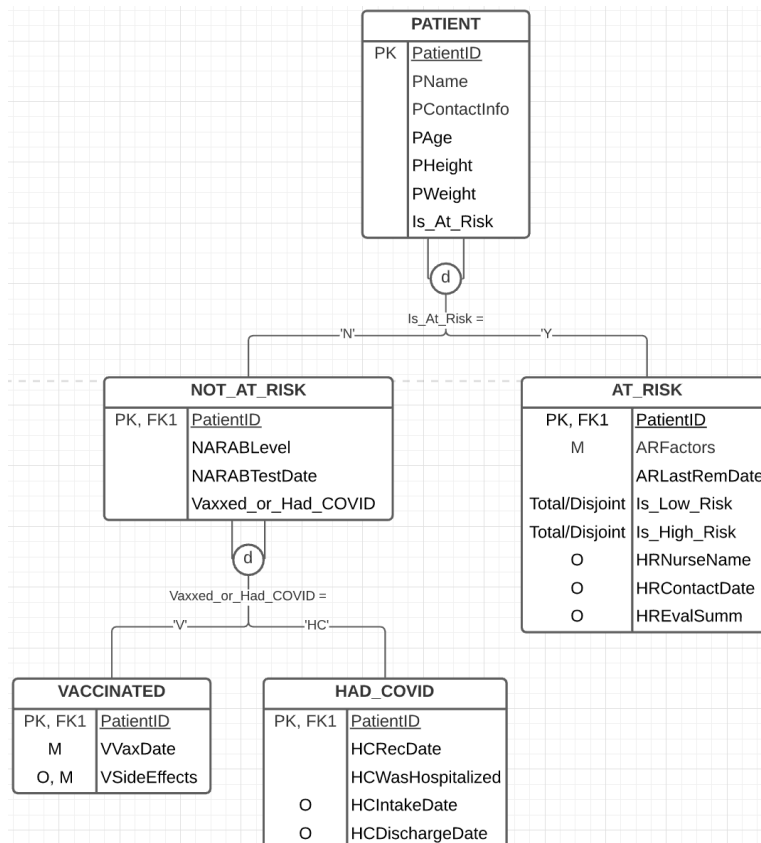 PATIENT
PK PatientID
PName
PContactInfo
PAge
PHeight
PWeight
Is_At_Risk
d
Is_At_Risk =
'N' 'Y
NOT_AT_RISK
PK, FK1 PatientID
NARABLevel
NARABTestDate
Vaxxed_or_Had_COVID
AT_RISK
PK, FK1 PatientID
M ARFactors
ARLastRemDate
Total/Disjoint Is_Low_Risk
Total/Disjoint Is_High_Risk
O HRNurseName
O HRContactDate
O HREvalSumm
d
Vaxxed_or_Had_COVID =
'V' 'HC'
VACCINATED
PK, FK1 PatientID
M VVaxDate
O, M VSideEffects
HAD_COVID
PK, FK1 PatientID
HCRecDate
HCWasHospitalized
O HCIntakeDate
O HCDischargeDate